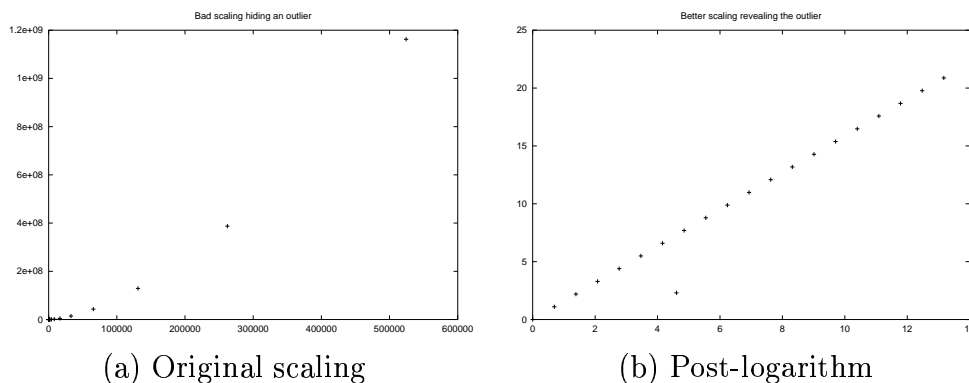 Bad scaling hiding an outlier
1.2e+09
1e+09
8e+08
6e+08
4e+08
2e+08
0
0 100000 200000 300000 400000 500000 600000
(a) Original scaling
Better scaling revealing the outlier
25
20
15
10
5
0
0 2 4 6 8 10 12 14
(b) Post-logarithm